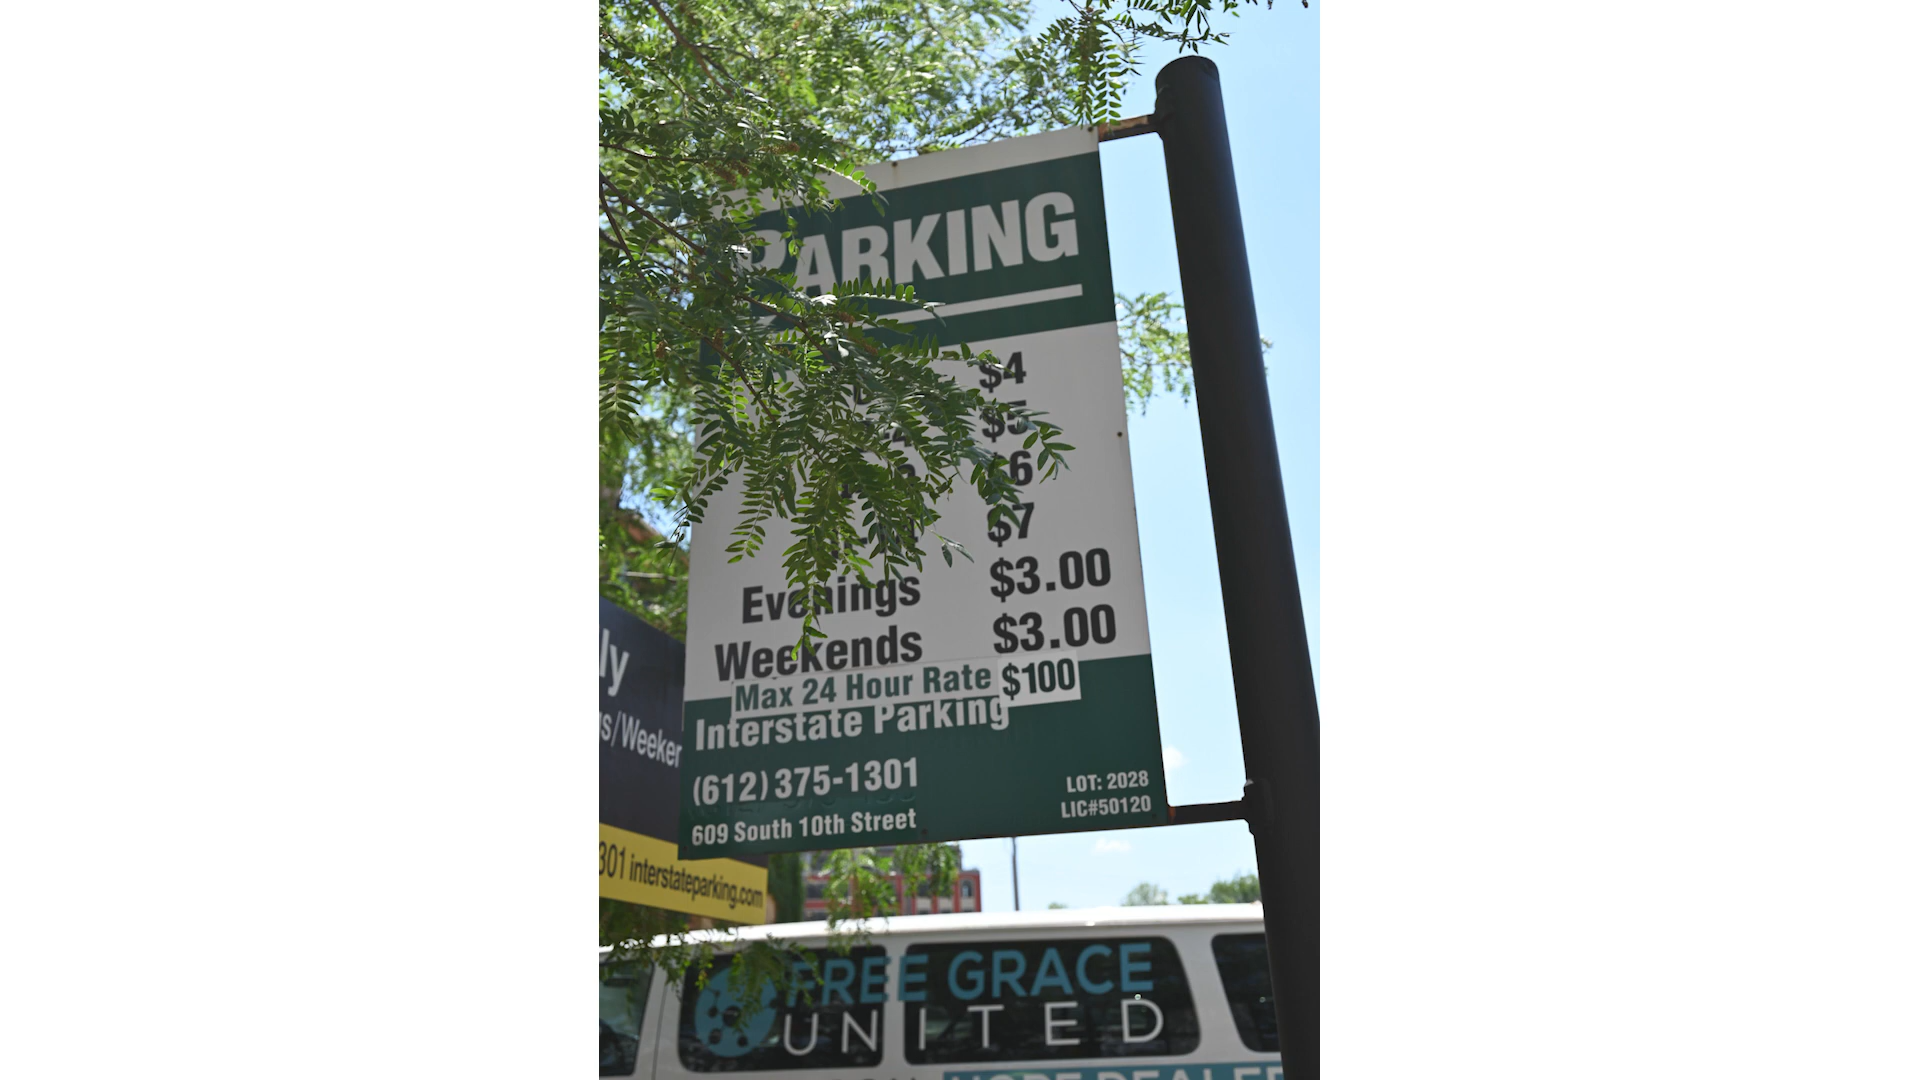 PARKING
$4
$5
$6
$7
Evenings $3.00
Weekends $3.00
Max 24 Hour Rate $100
Interstate Parking
(612) 375-1301
609 South 10th Street
LOT: 2028
LIC#50120
ly
s/Weeker
301 interstateparking.com
FREE GRACE
UNITED